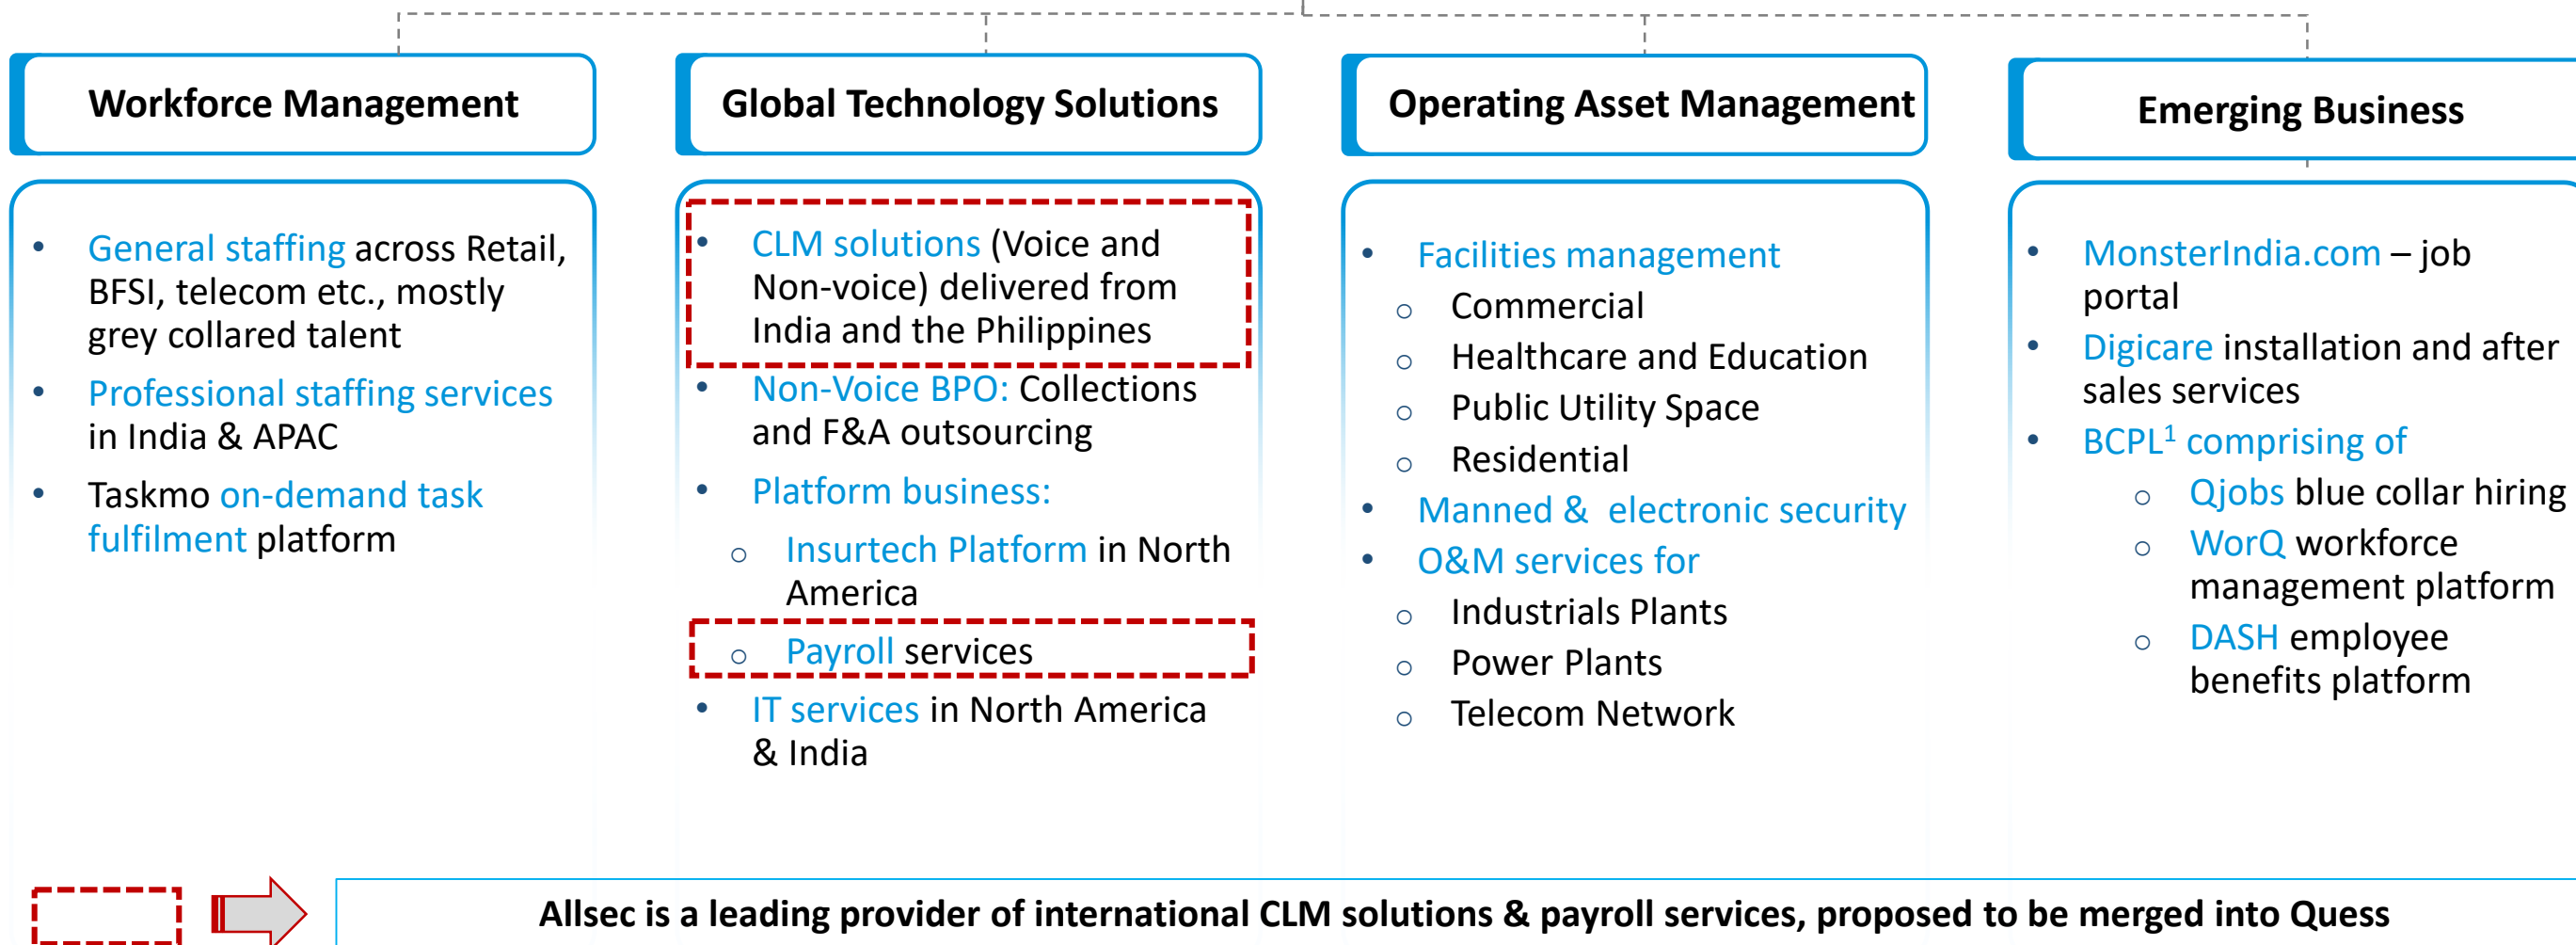 Workforce Management
• General staffing across Retail,
BFSI, telecom etc., mostly
grey collared talent
• Professional staffing services
in India & APAC
• Taskmo on-demand task
fulfilment platform
Global Technology Solutions
• CLM solutions (Voice and
Non-voice) delivered from
India and the Philippines
• Non-Voice BPO: Collections
and F&A outsourcing
• Platform business:
o Insurtech Platform in North
America
o Payroll services
• IT services in North America
& India
Operating Asset Management
• Facilities management
o Commercial
o Healthcare and Education
o Public Utility Space
o Residential
• Manned & electronic security
• O&M services for
o Industrials Plants
o Power Plants
o Telecom Network
Emerging Business
• MonsterIndia.com – job
portal
• Digicare installation and after
sales services
• BCPL¹ comprising of
o Qjobs blue collar hiring
o WorQ workforce
management platform
o DASH employee
benefits platform
Allsec is a leading provider of international CLM solutions & payroll services, proposed to be merged into Quess